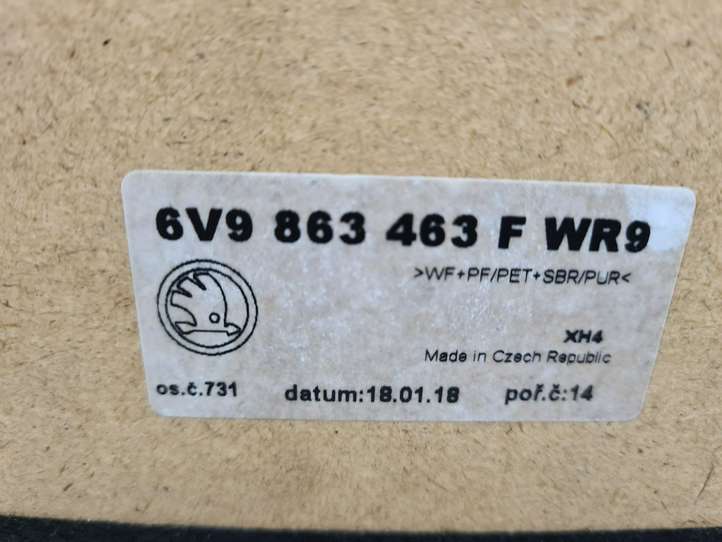 6V9 863 463 F WR9
>WF+PF/PET+SBR/PUR<
XH4
Made in Czech Republic
os.č.731 datum:18.01.18 poř.č:14